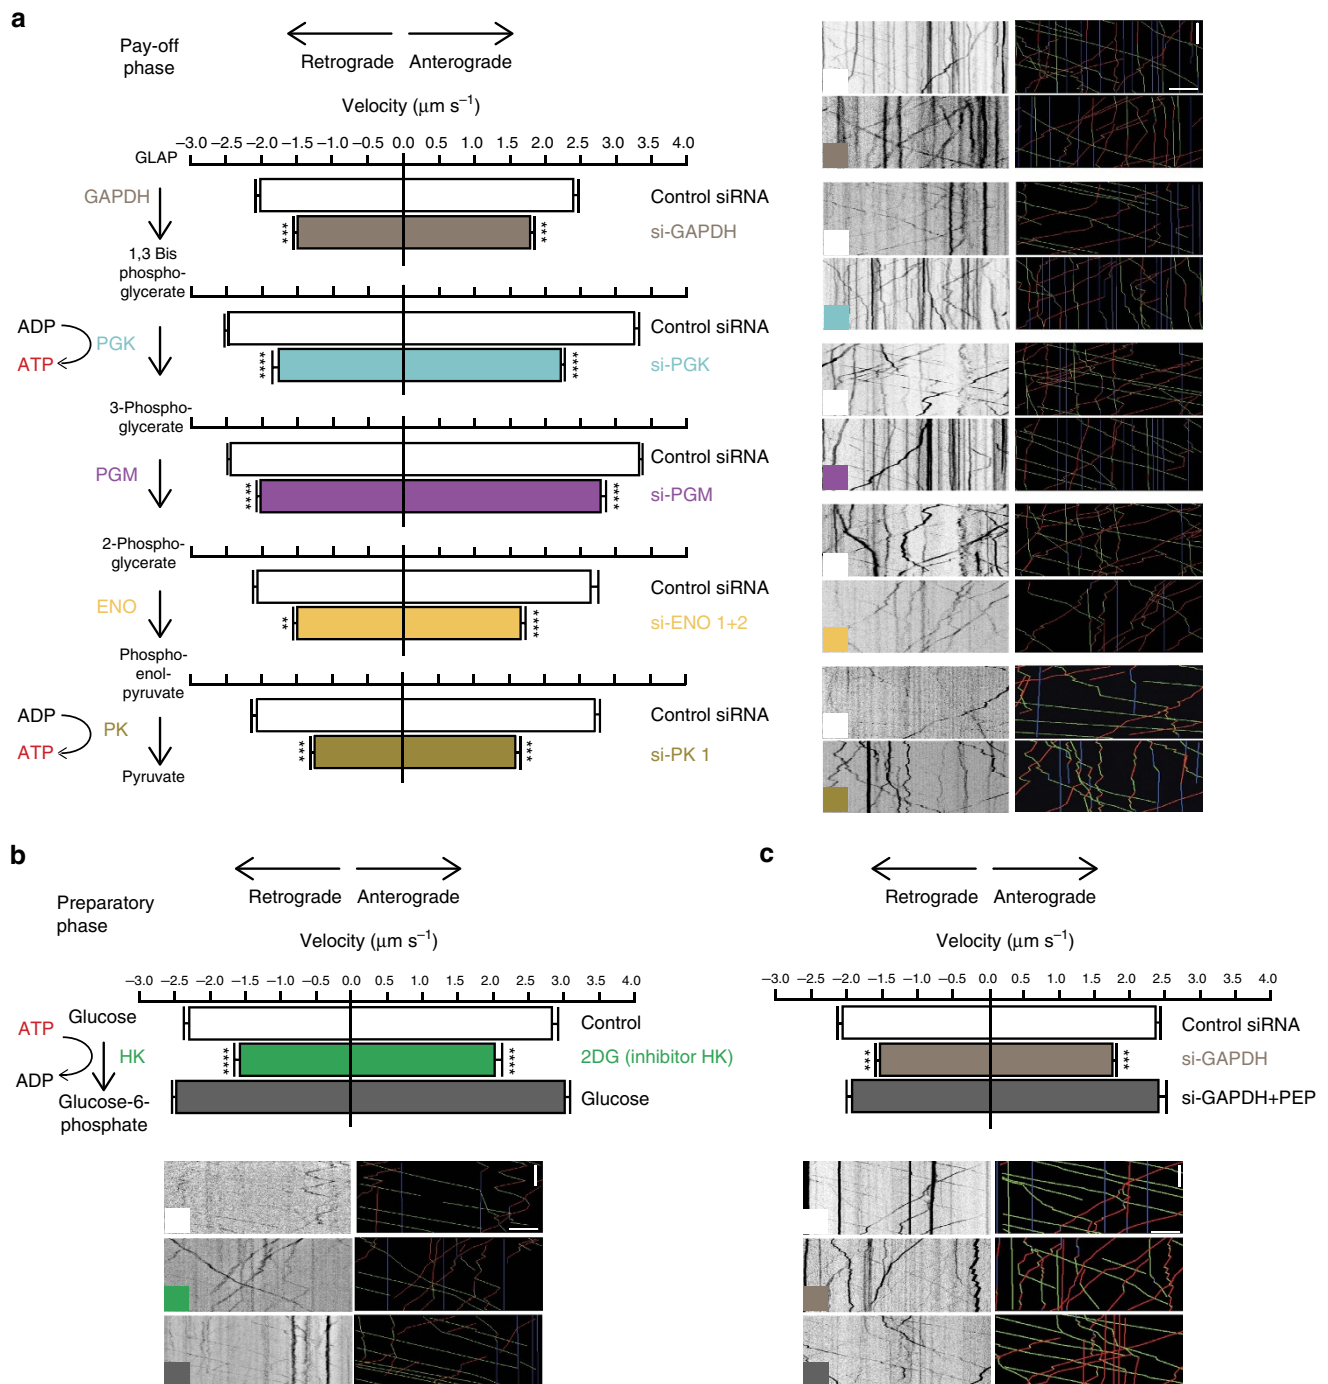 a
Pay-off
phase
Retrograde Anterograde
Velocity (μm s⁻¹)
–3.0 –2.5 –2.0 –1.5 –1.0 –0.5 0.0 0.5 1.0 1.5 2.0 2.5 3.0 3.5 4.0
GLAP
GAPDH
Control siRNA
*** ***
si-GAPDH
1,3 Bis
phospho-
glycerate
ADP
ATP
PGK
Control siRNA
**** ****
si-PGK
3-Phospho-
glycerate
PGM
Control siRNA
**** ****
si-PGM
2-Phospho-
glycerate
ENO
Control siRNA
** ****
si-ENO 1+2
Phospho-
enol-
pyruvate
ADP
ATP
PK
Control siRNA
*** ***
si-PK 1
Pyruvate
b
Preparatory
phase
Retrograde Anterograde
Velocity (μm s⁻¹)
–3.0 –2.5 –2.0 –1.5 –1.0 –0.5 0.0 0.5 1.0 1.5 2.0 2.5 3.0 3.5 4.0
ATP
ADP
Glucose
HK
Glucose-6-
phosphate
Control
**** ****
2DG (inhibitor HK)
Glucose
c
Retrograde Anterograde
Velocity (μm s⁻¹)
–3.0 –2.5 –2.0 –1.5 –1.0 –0.5 0.0 0.5 1.0 1.5 2.0 2.5 3.0 3.5 4.0
Control siRNA
*** ***
si-GAPDH
si-GAPDH+PEP